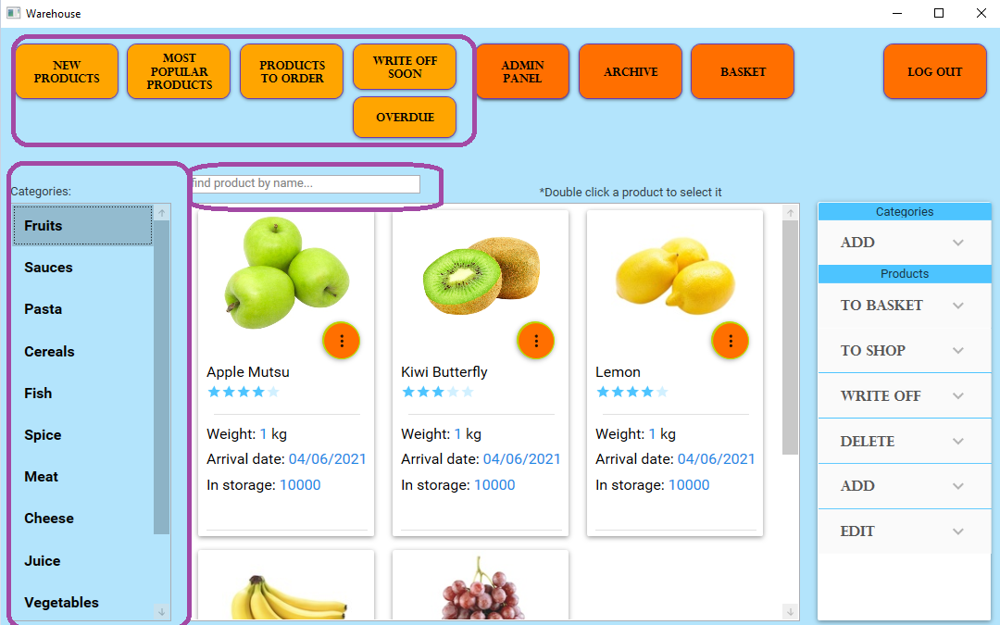 Warehouse
NEW
PRODUCTS
MOST
POPULAR
PRODUCTS
PRODUCTS
TO ORDER
WRITE OFF
SOON
OVERDUE
ADMIN
PANEL
ARCHIVE
BASKET
LOG OUT
Categories:
find product by name...
*Double click a product to select it
Fruits
Sauces
Pasta
Cereals
Fish
Spice
Meat
Cheese
Juice
Vegetables
Apple Mutsu
Weight: 1 kg
Arrival date: 04/06/2021
In storage: 10000
Kiwi Butterfly
Weight: 1 kg
Arrival date: 04/06/2021
In storage: 10000
Lemon
Weight: 1 kg
Arrival date: 04/06/2021
In storage: 10000
Categories
ADD
Products
TO BASKET
TO SHOP
WRITE OFF
DELETE
ADD
EDIT